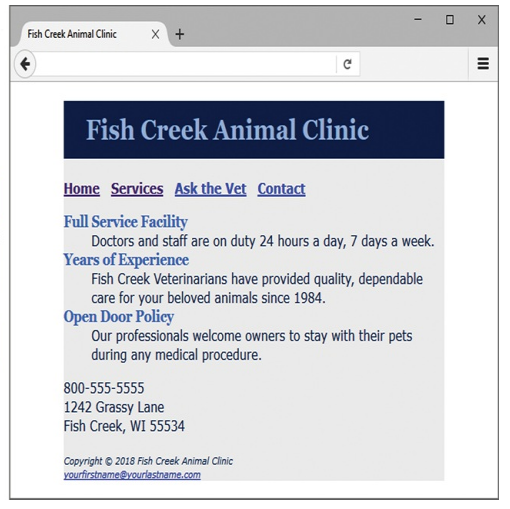 Fish Creek Animal Clinic
Fish Creek Animal Clinic
Home Services Ask the Vet Contact
Full Service Facility
Doctors and staff are on duty 24 hours a day, 7 days a week.
Years of Experience
Fish Creek Veterinarians have provided quality, dependable
care for your beloved animals since 1984.
Open Door Policy
Our professionals welcome owners to stay with their pets
during any medical procedure.
800-555-5555
1242 Grassy Lane
Fish Creek, WI 55534
Copyright © 2018 Fish Creek Animal Clinic
yourfirstname@yourlastname.com